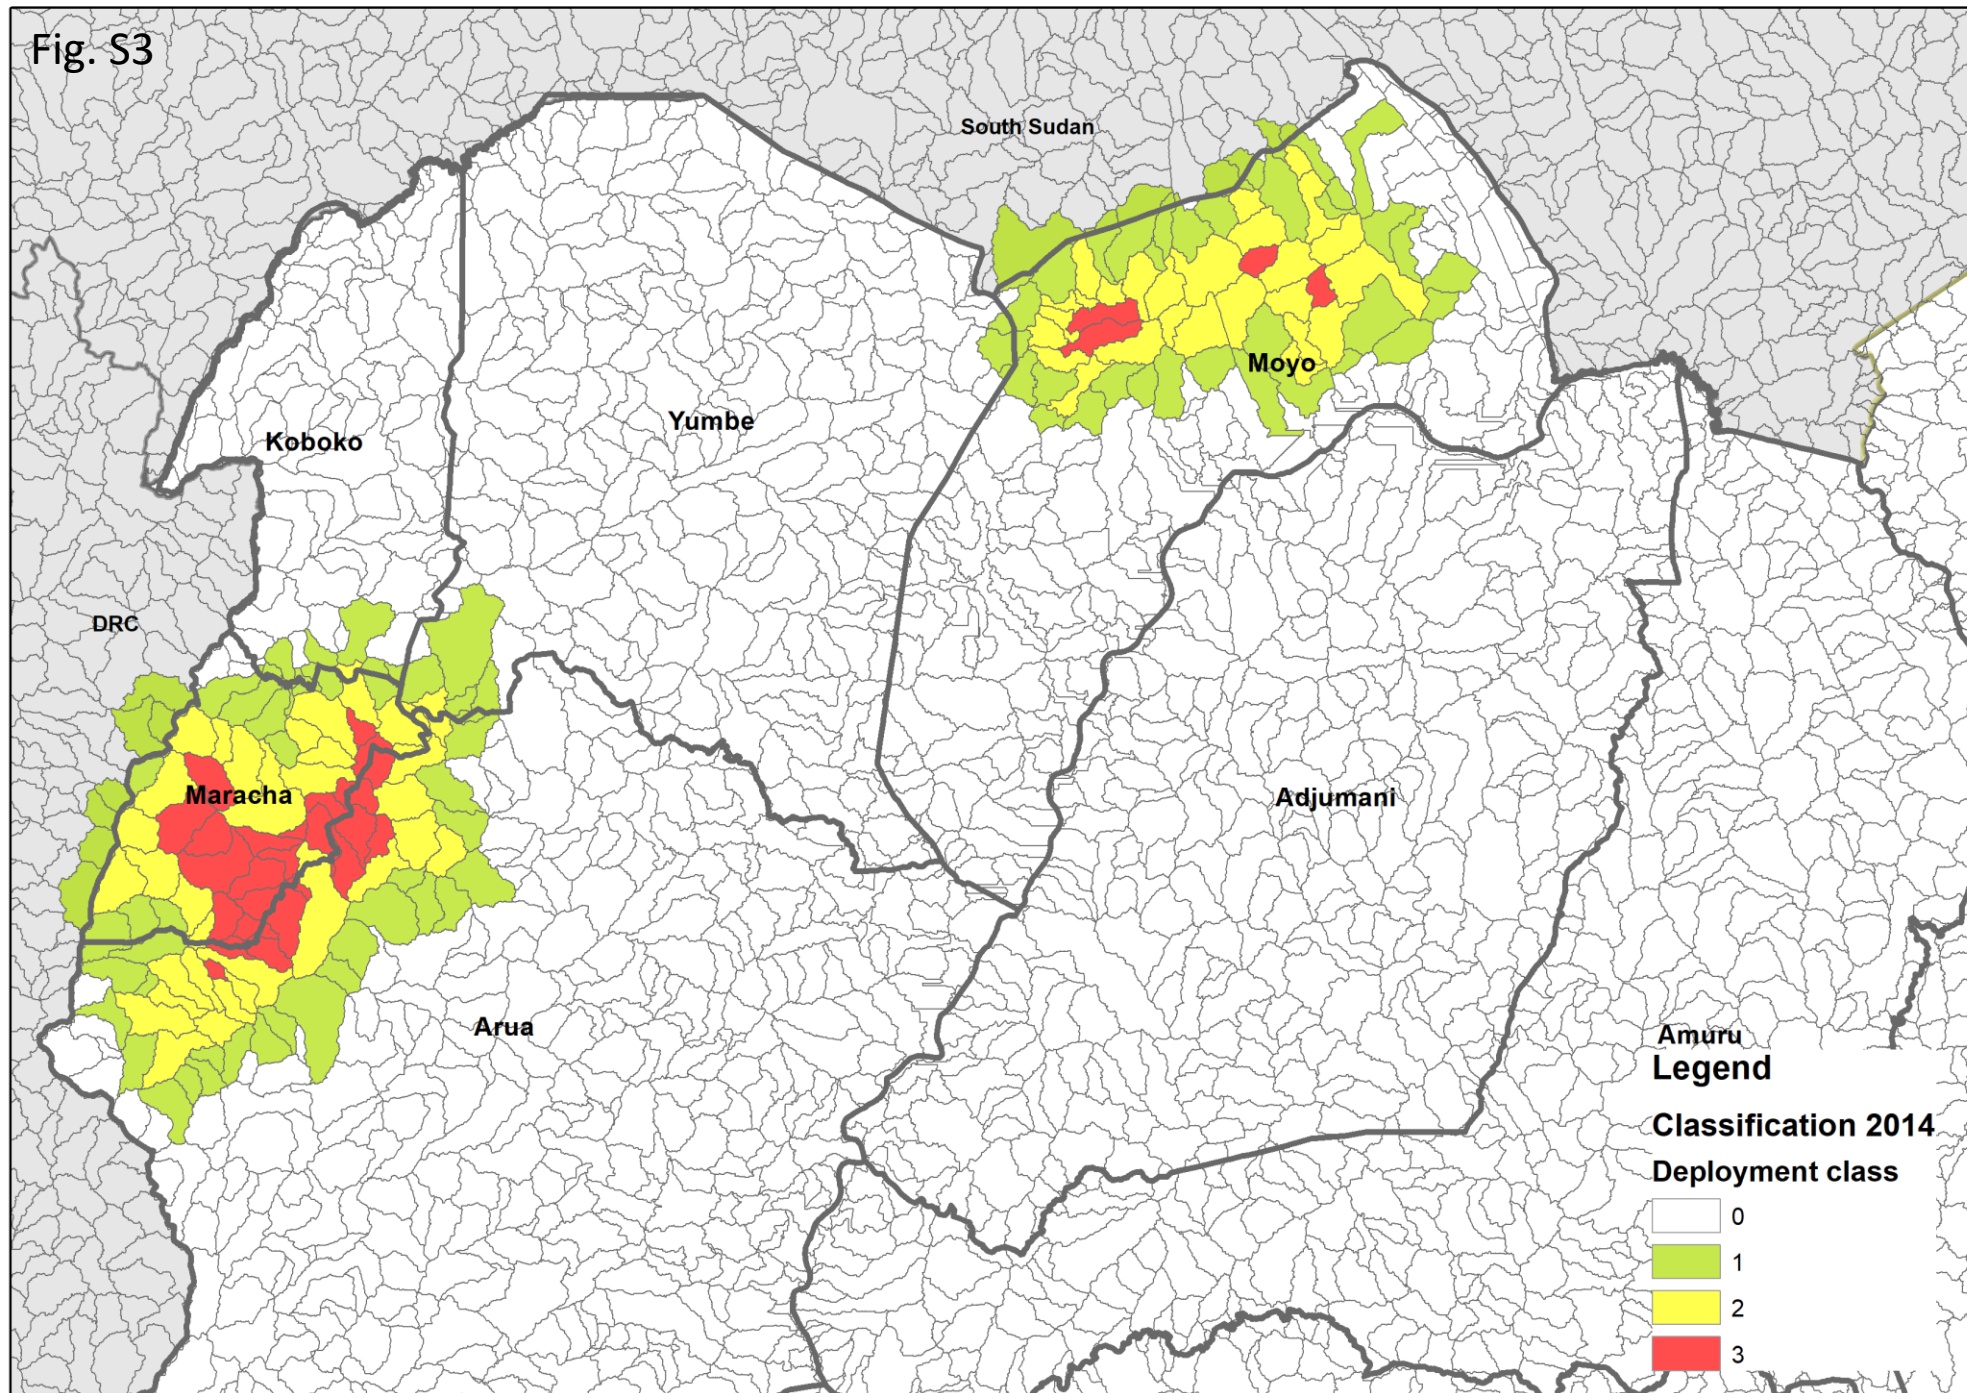 Fig. S3
South Sudan
Moyo
Yumbe
Koboko
DRC
Maracha
Adjumani
Arua
Amuru
Legend
Classification 2014
Deployment class
0
1
2
3